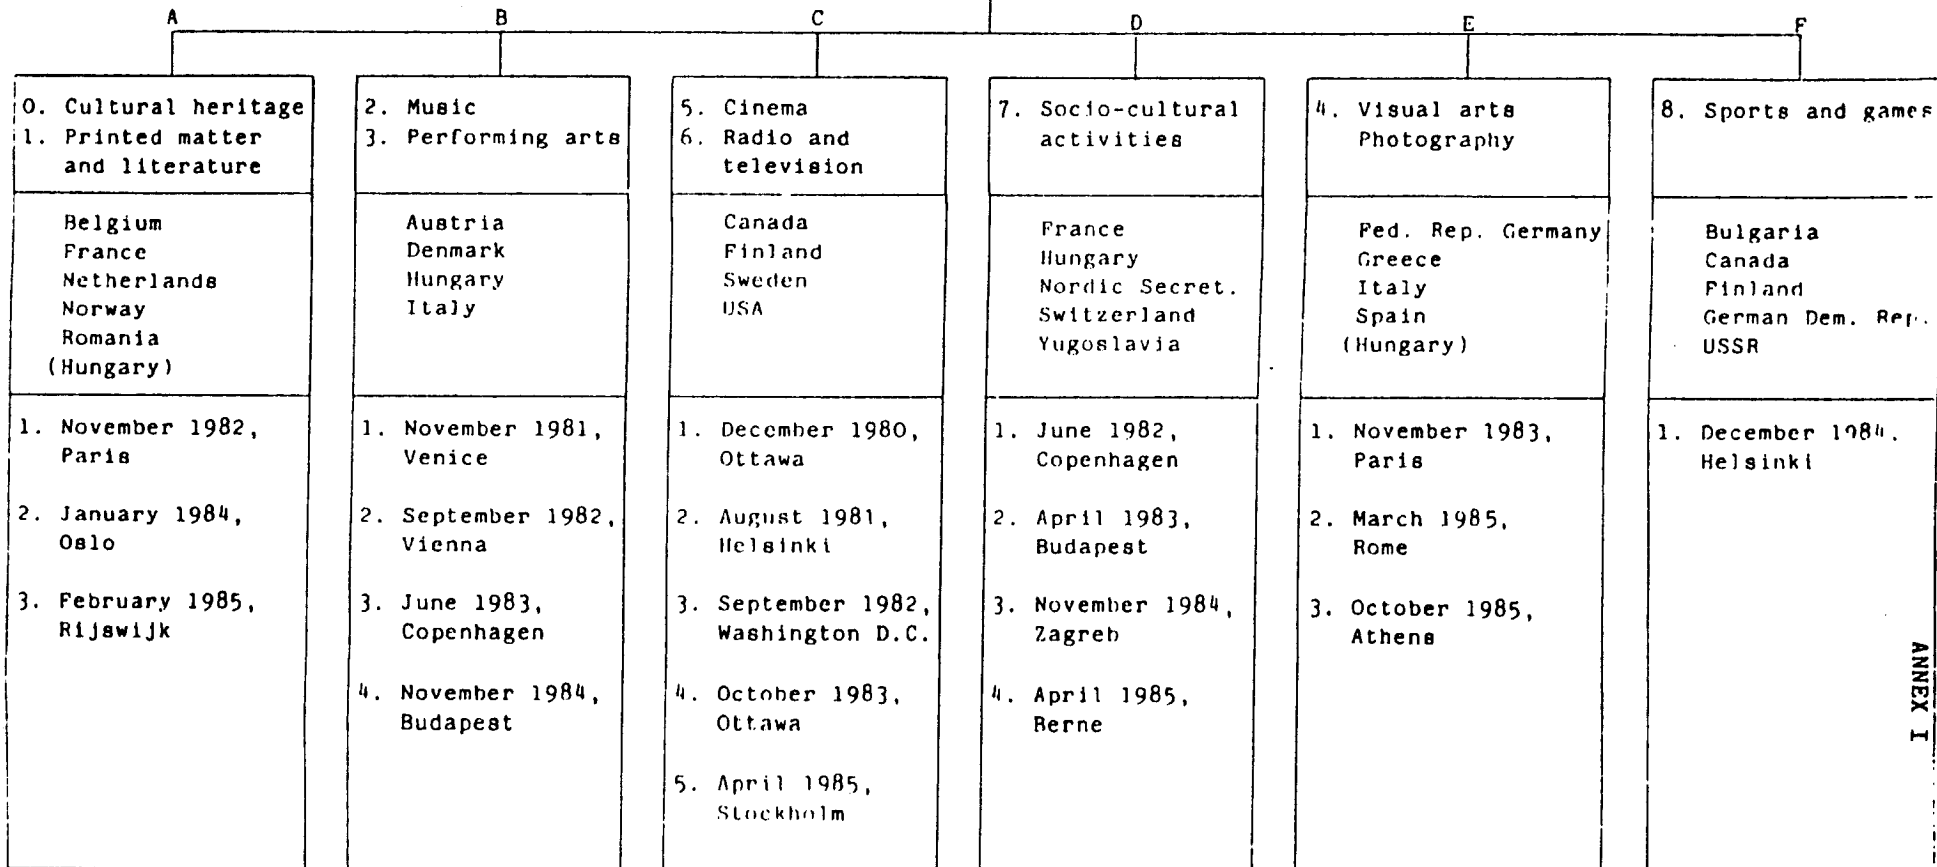 A
B
C
D
E
F
0. Cultural heritage
1. Printed matter
and literature
Belgium
France
Netherlands
Norway
Romania
(Hungary)
1. November 1982,
Paris
2. January 1984,
Oslo
3. February 1985,
Rijswijk
2. Music
3. Performing arts
Austria
Denmark
Hungary
Italy
1. November 1981,
Venice
2. September 1982,
Vienna
3. June 1983,
Copenhagen
4. November 1984,
Budapest
5. Cinema
6. Radio and
television
Canada
Finland
Sweden
USA
1. December 1980,
Ottawa
2. August 1981,
Helsinki
3. September 1982,
Washington D.C.
4. October 1983,
Ottawa
5. April 1985,
Stockholm
7. Socio-cultural
activities
France
Hungary
Nordic Secret.
Switzerland
Yugoslavia
1. June 1982,
Copenhagen
2. April 1983,
Budapest
3. November 1984,
Zagreb
4. April 1985,
Berne
4. Visual arts
Photography
Fed. Rep. Germany
Greece
Italy
Spain
(Hungary)
1. November 1983,
Paris
2. March 1985,
Rome
3. October 1985,
Athens
8. Sports and games
Bulgaria
Canada
Finland
German Dem. Rep.
USSR
1. December 1984,
Helsinki
ANNEX I